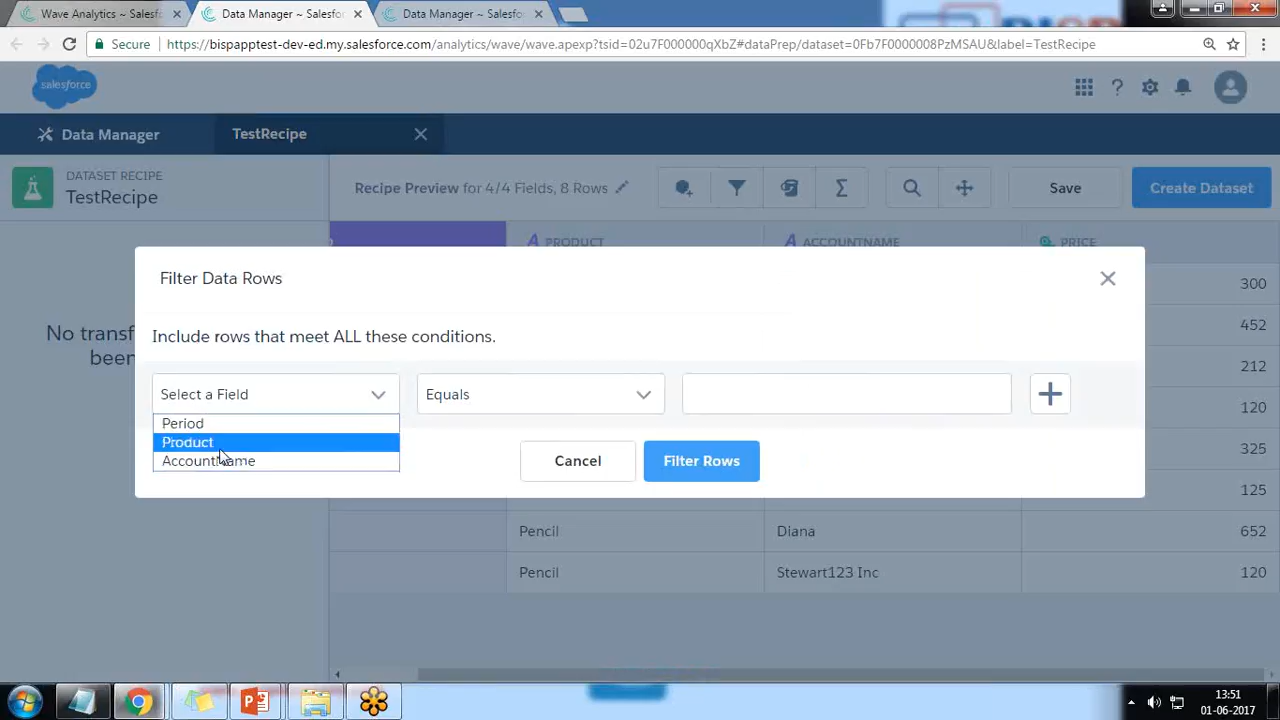 Wave Analytics ~ Salesfo
Data Manager ~ Salesfor
Data Manager ~ Salesfor
Secure
https://bispapptest-dev-ed.my.salesforce.com/analytics/wave/wave.apexp?tsid=02u7F000000qXbZ#dataPrep/dataset=0Fb7F0000008PzMSAU&label=TestRecipe
salesforce
Data Manager
TestRecipe
DATASET RECIPE
TestRecipe
Recipe Preview for 4/4 Fields, 8 Rows
Save
Create Dataset
A PRODUCT
A ACCOUNTNAME
PRICE
Filter Data Rows
300
No transf
Include rows that meet ALL these conditions.
452
been
212
Select a Field
Equals
120
Period
Product
325
AccountName
Cancel
Filter Rows
125
Pencil
Diana
652
Pencil
Stewart123 Inc
120
13:51
01-06-2017